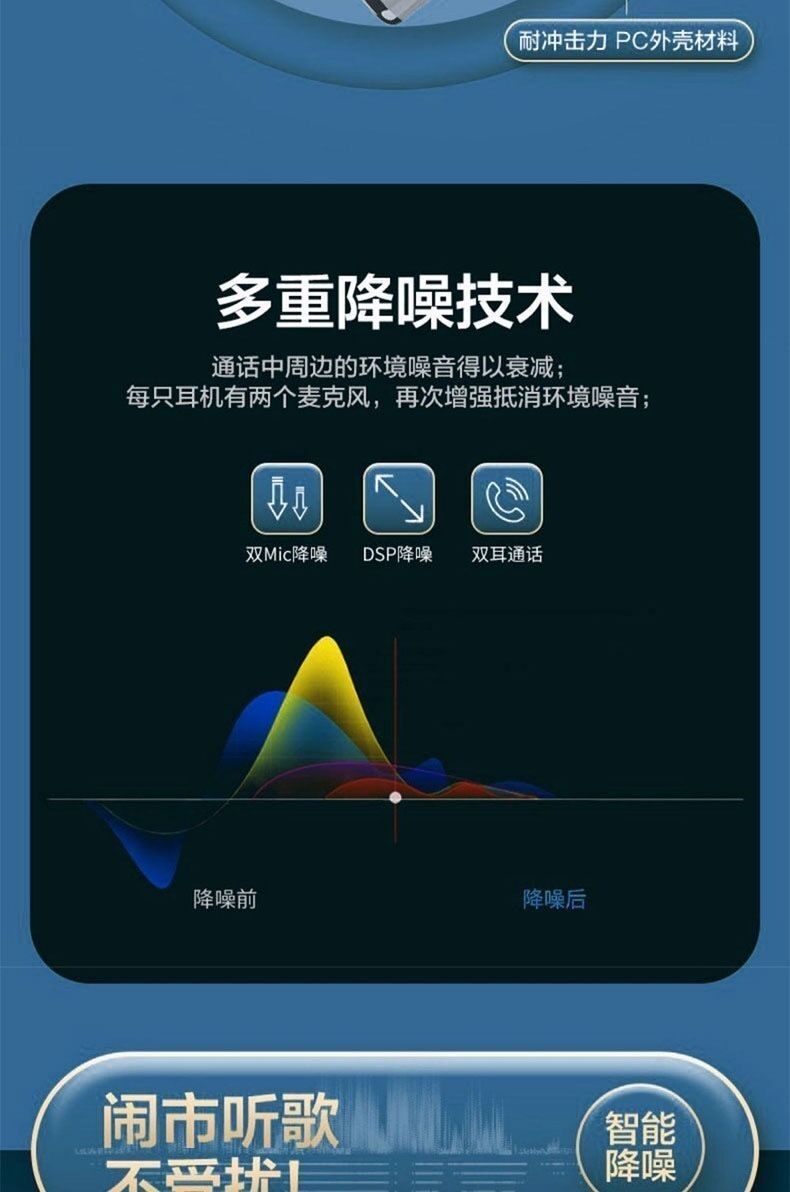 耐冲击力 PC外壳材料
多重降噪技术
通话中周边的环境噪音得以衰减；
每只耳机有两个麦克风，再次增强抵消环境噪音；
双Mic降噪 DSP降噪 双耳通话
降噪前 降噪后
闹市听歌
不受扰！
智能
降噪